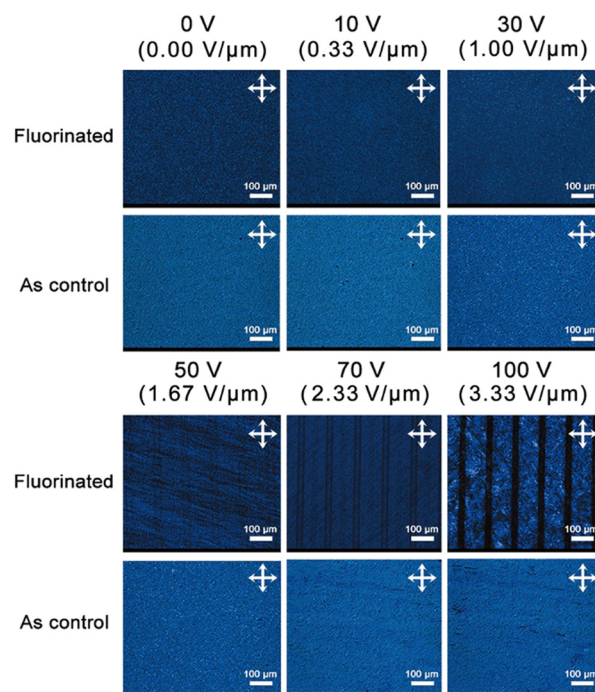 0 V 10 V 30 V
(0.00 V/µm) (0.33 V/µm) (1.00 V/µm)
Fluorinated
100 µm 100 µm 100 µm
As control
100 µm 100 µm 100 µm
50 V 70 V 100 V
(1.67 V/µm) (2.33 V/µm) (3.33 V/µm)
Fluorinated
100 µm 100 µm 100 µm
As control
100 µm 100 µm 100 µm